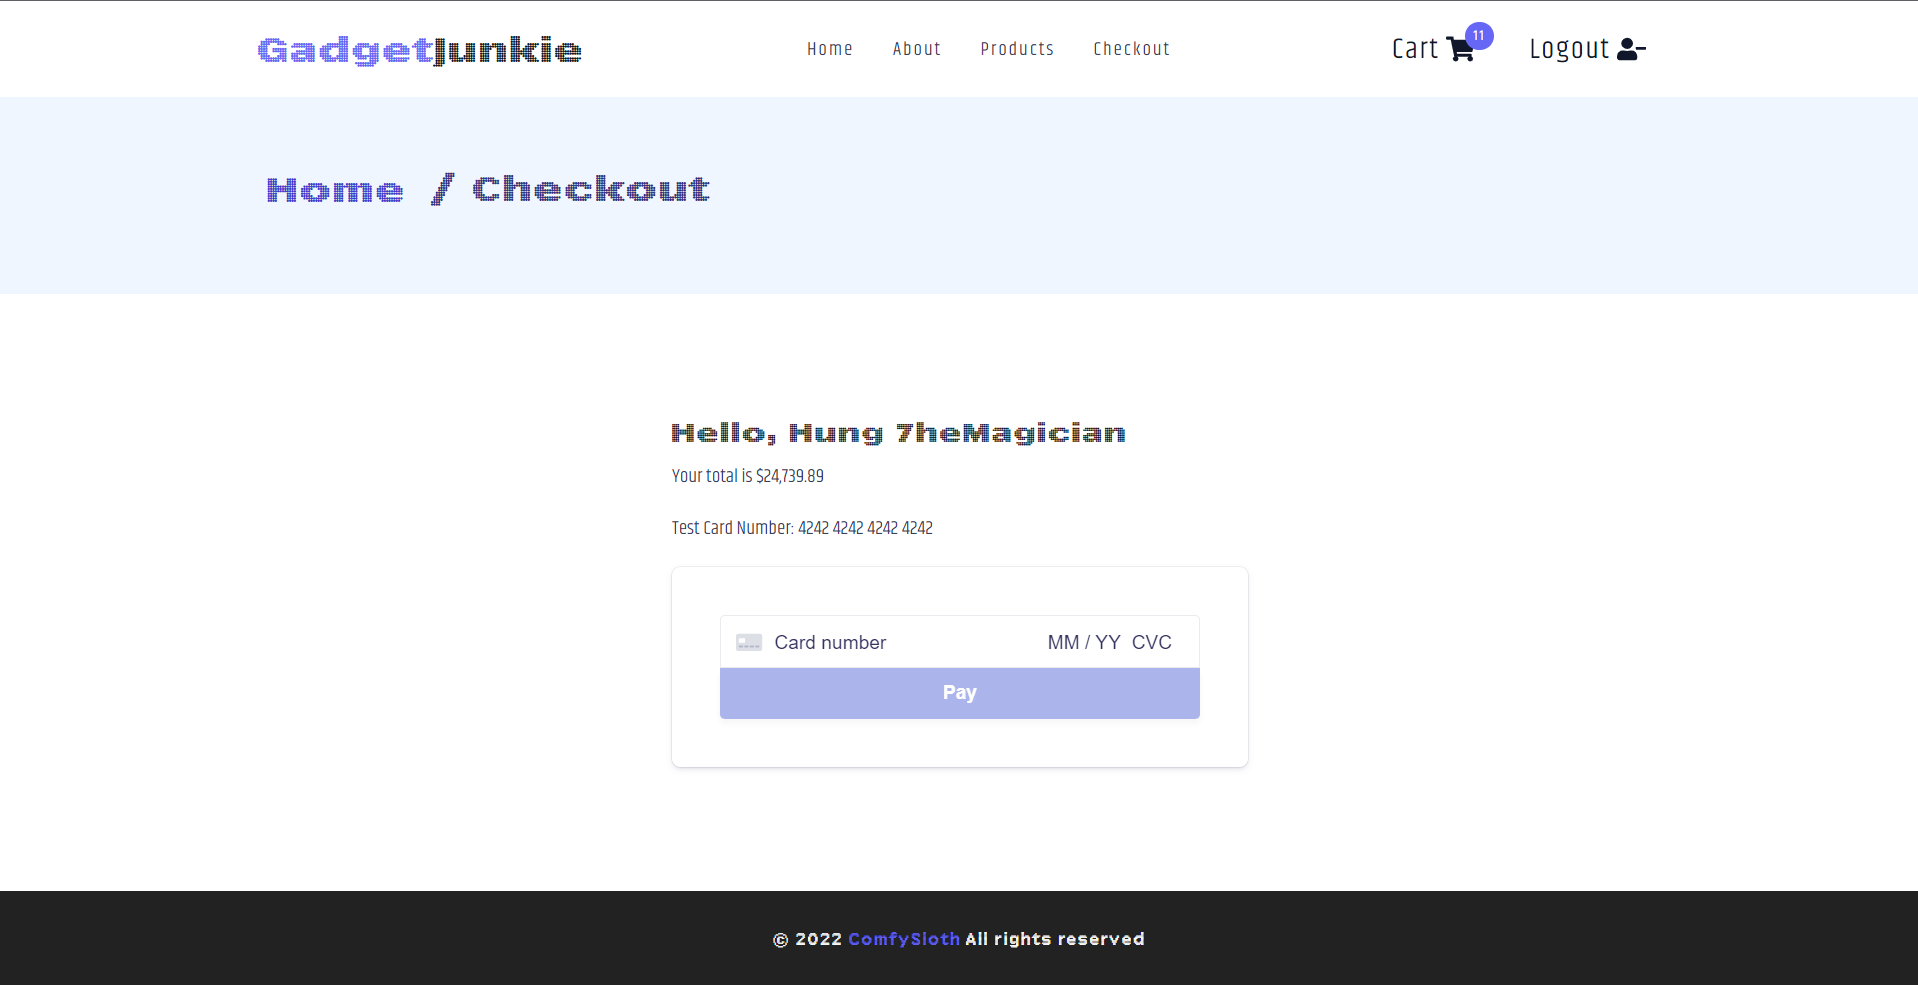 GadgetJunkie
Home About Products Checkout
Cart 11 Logout
Home / Checkout
Hello, Hung 7heMagician
Your total is $24,739.89
Test Card Number: 4242 4242 4242 4242
Card number MM / YY CVC
Pay
© 2022 ComfySloth All rights reserved